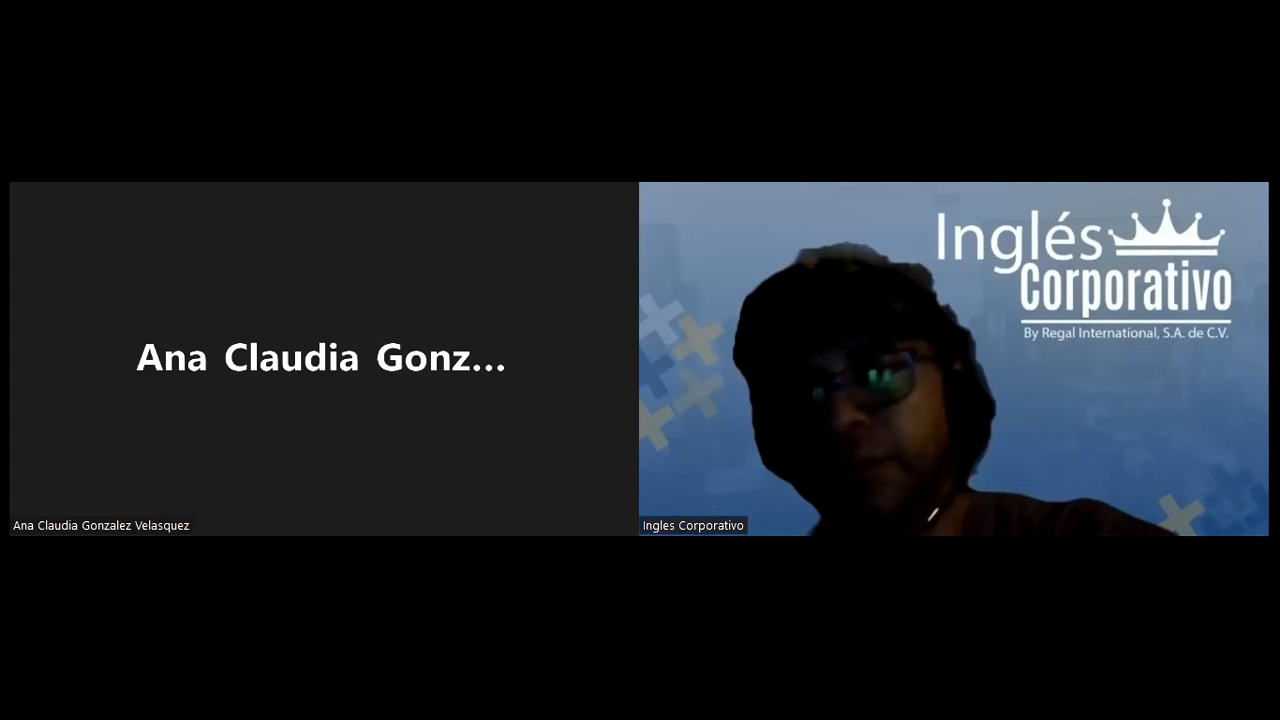 Ana Claudia Gonz...
Ana Claudia Gonzalez Velasquez
Inglés
Corporativo
By Regal International, S.A. de C.V.
Ingles Corporativo